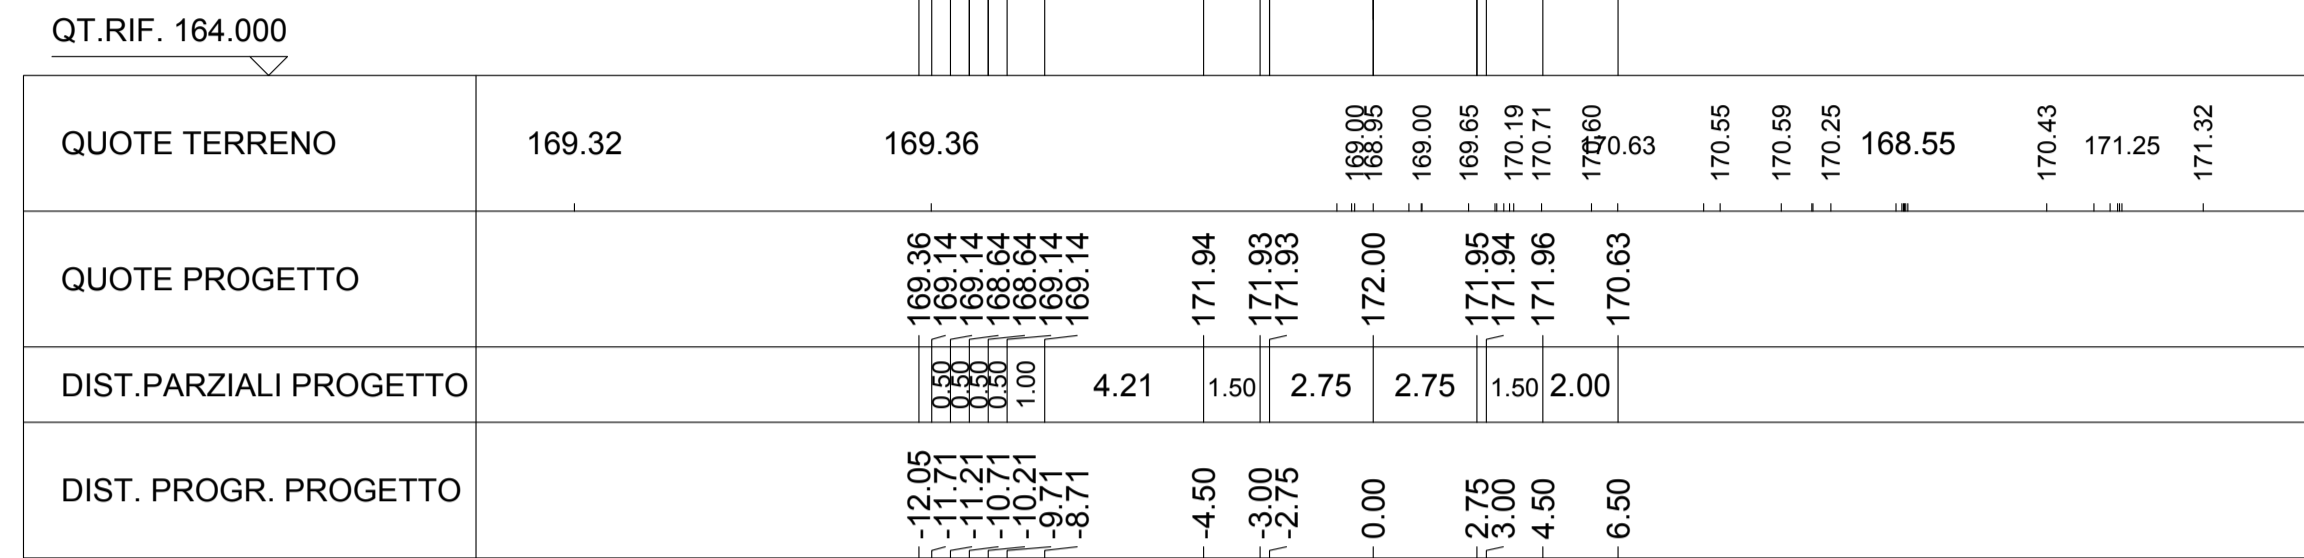 QT.RIF. 164.000
QUOTE TERRENO 169.32 169.36 169.00 168.95 169.00 169.65 170.19 170.71 170.63 170.55 170.59 170.25 168.55 170.43 171.25 171.32
QUOTE PROGETTO 169.36 169.14 169.14 168.64 168.64 169.14 169.14 171.94 171.93 171.93 172.00 171.95 171.94 171.96 170.63
DIST.PARZIALI PROGETTO 0.50 0.50 0.50 0.50 1.00 4.21 1.50 2.75 2.75 1.50 2.00
DIST. PROGR. PROGETTO -12.05 -11.71 -11.21 -10.71 -10.21 -9.71 -8.71 -4.50 -3.00 -2.75 0.00 2.75 3.00 4.50 6.50